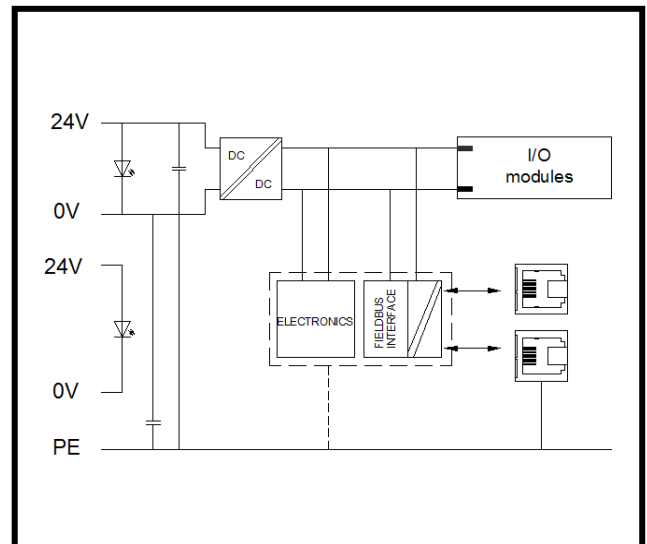 24V
DC
DC
I/O
modules
0V
24V
ELECTRONICS
FIELDBUS
INTERFACE
0V
PE